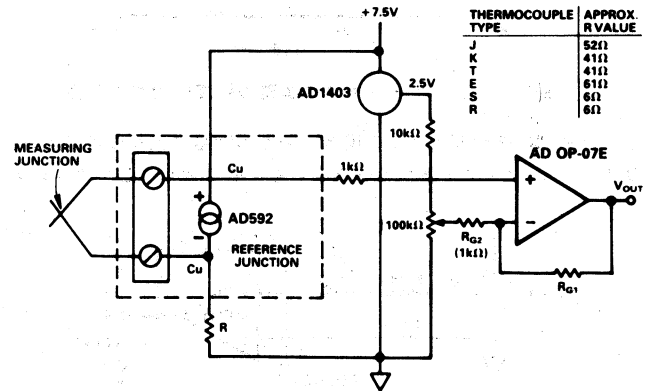 + 7.5V
THERMOCOUPLE TYPE APPROX. R VALUE
J 52Ω
K 41Ω
T 41Ω
E 61Ω
S 6Ω
R 6Ω
AD1403
2.5V
10kΩ
MEASURING
JUNCTION
Cu
1kΩ
AD OP-07E
+
−
VOUT
+
−
AD592
100kΩ
RG2
(1kΩ)
REFERENCE
JUNCTION
Cu
RG1
R